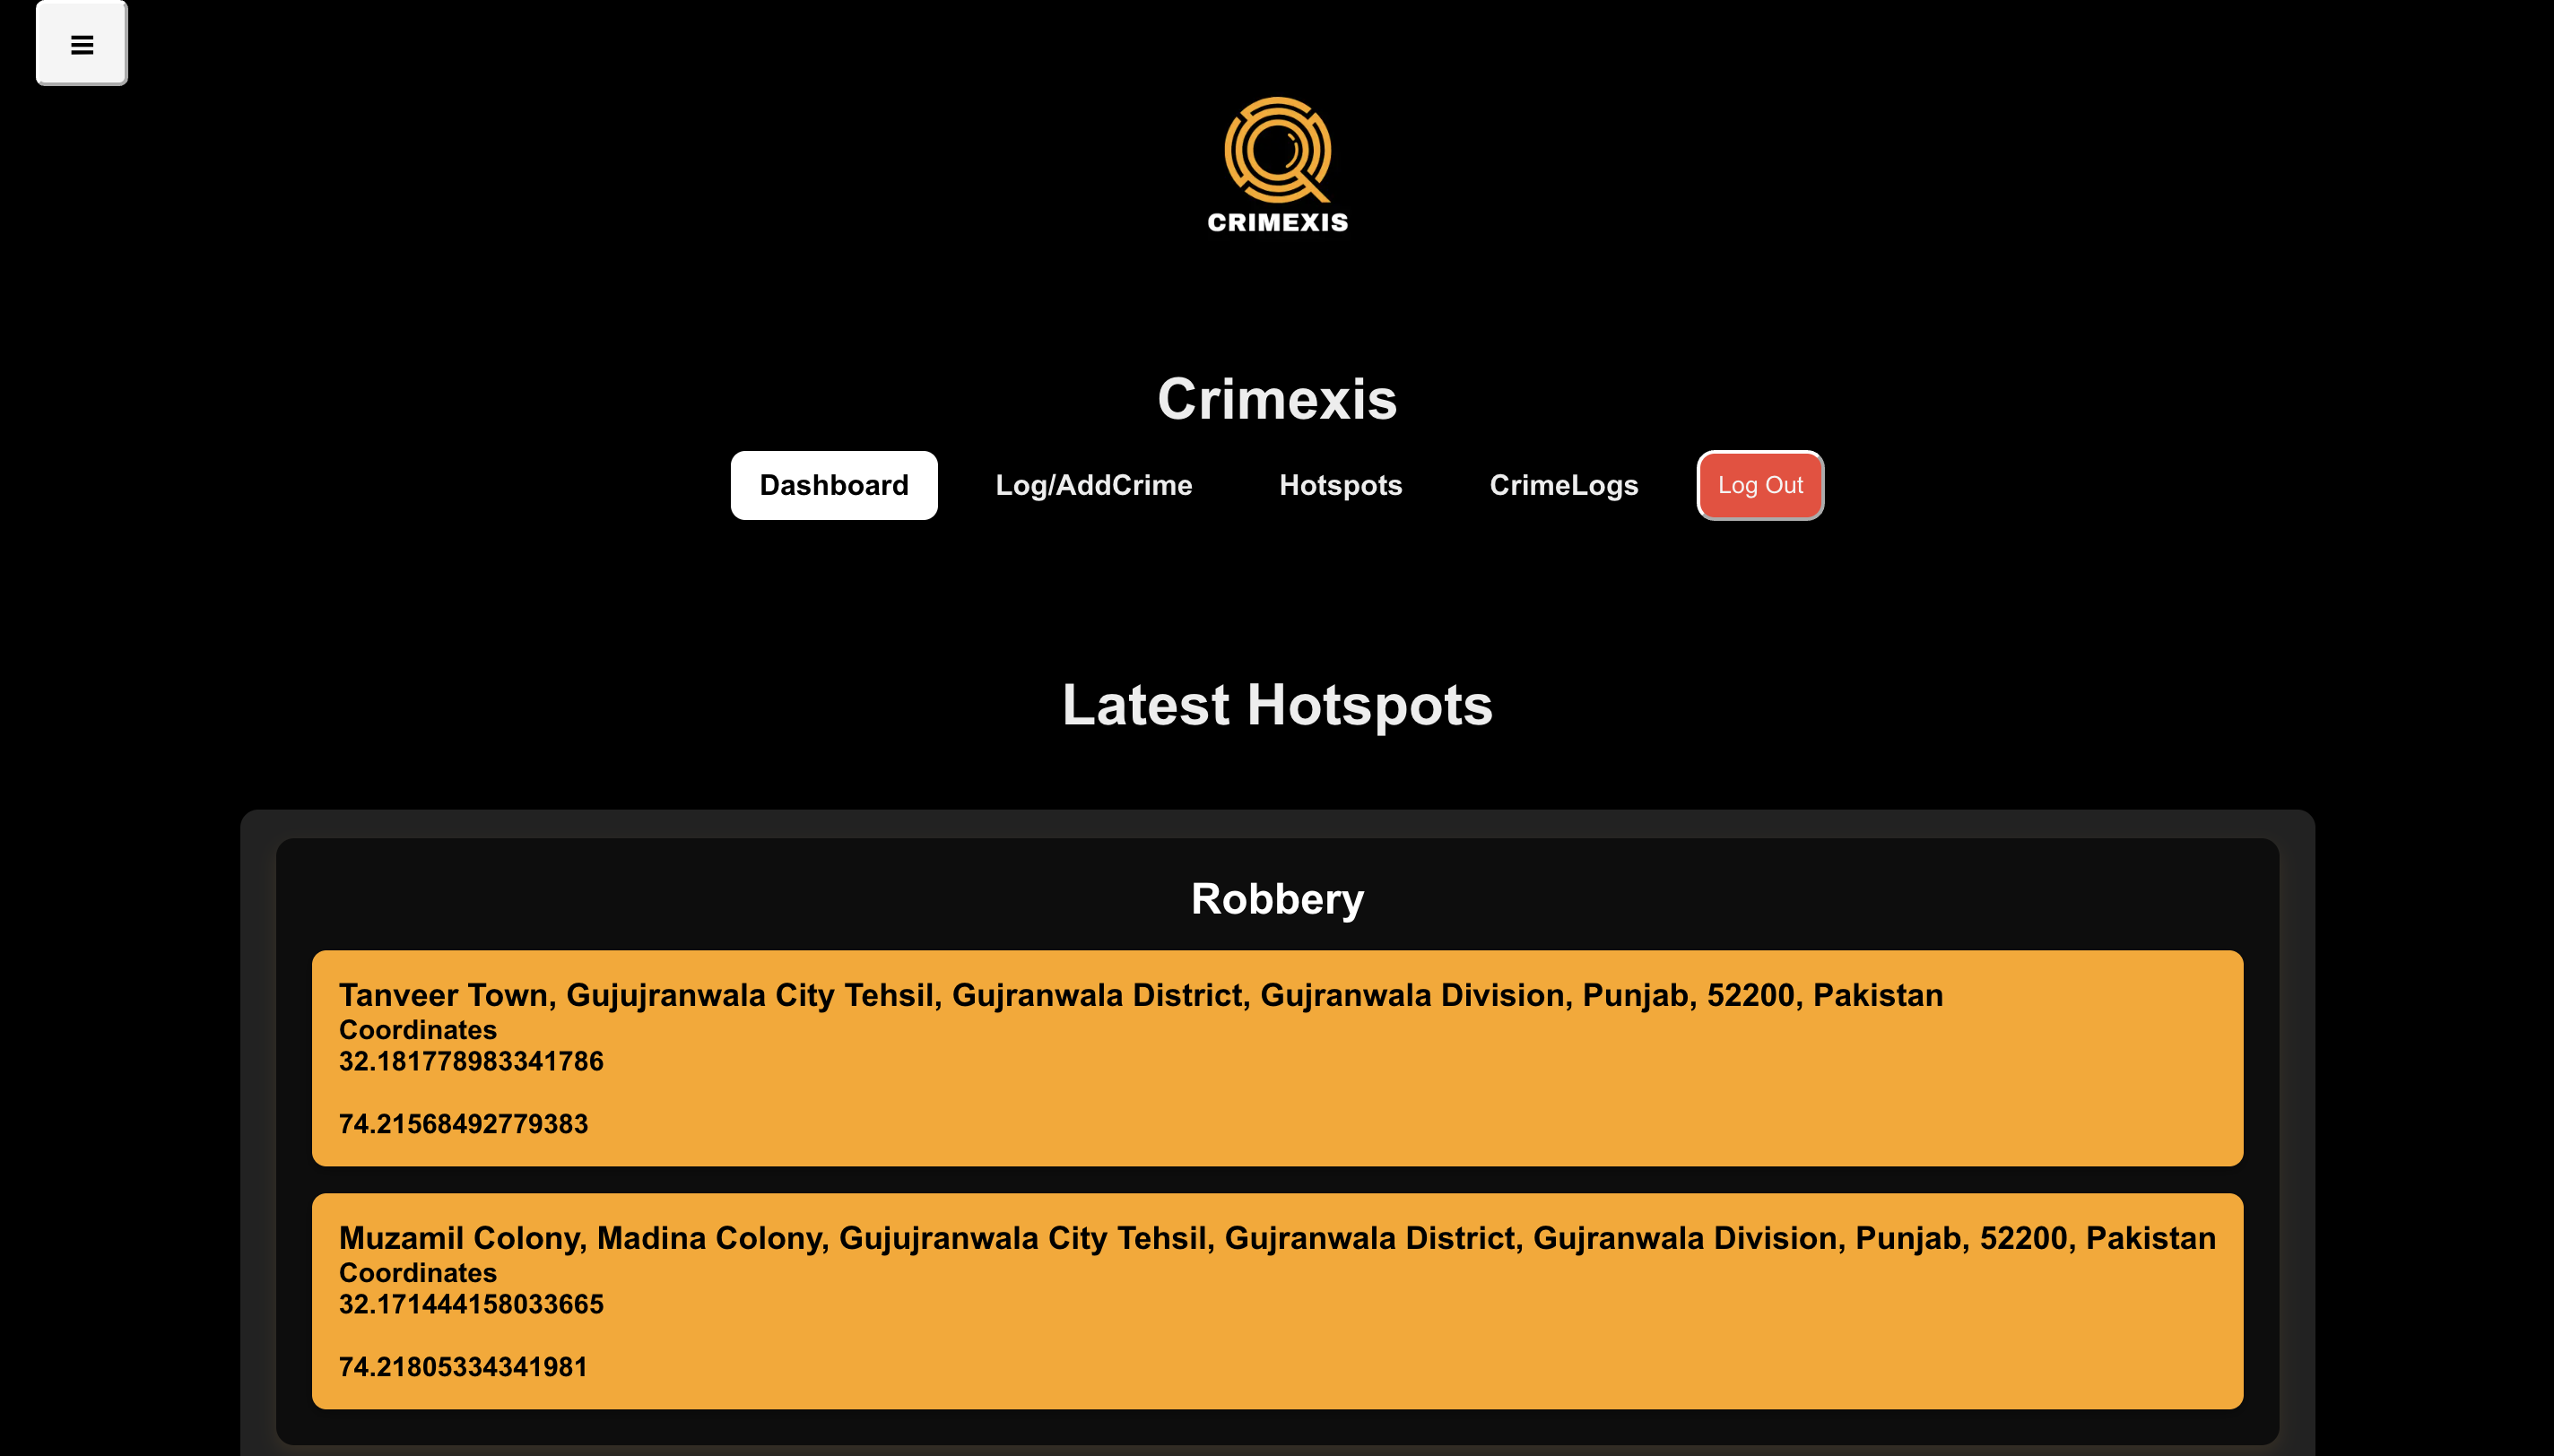 CRIMEXIS
Crimexis
Dashboard
Log/AddCrime
Hotspots
CrimeLogs
Log Out
Latest Hotspots
Robbery
Tanveer Town, Gujujranwala City Tehsil, Gujranwala District, Gujranwala Division, Punjab, 52200, Pakistan
Coordinates
32.181778983341786
74.21568492779383
Muzamil Colony, Madina Colony, Gujujranwala City Tehsil, Gujranwala District, Gujranwala Division, Punjab, 52200, Pakistan
Coordinates
32.171444158033665
74.21805334341981